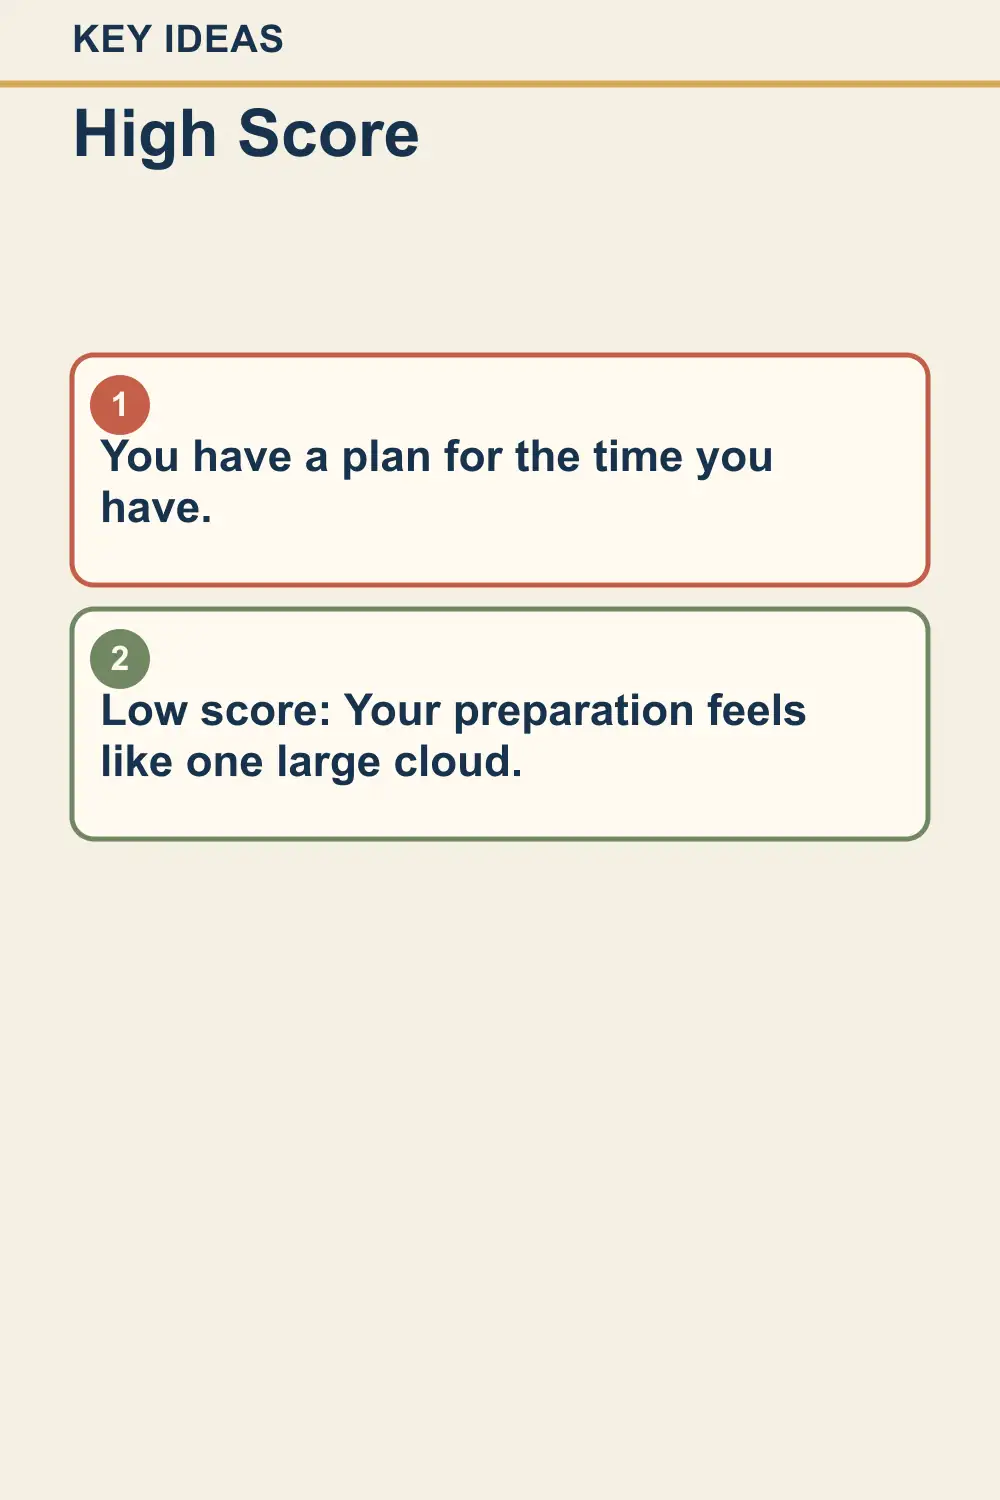 KEY IDEAS
High Score
1
You have a plan for the time you
have.
2
Low score: Your preparation feels
like one large cloud.